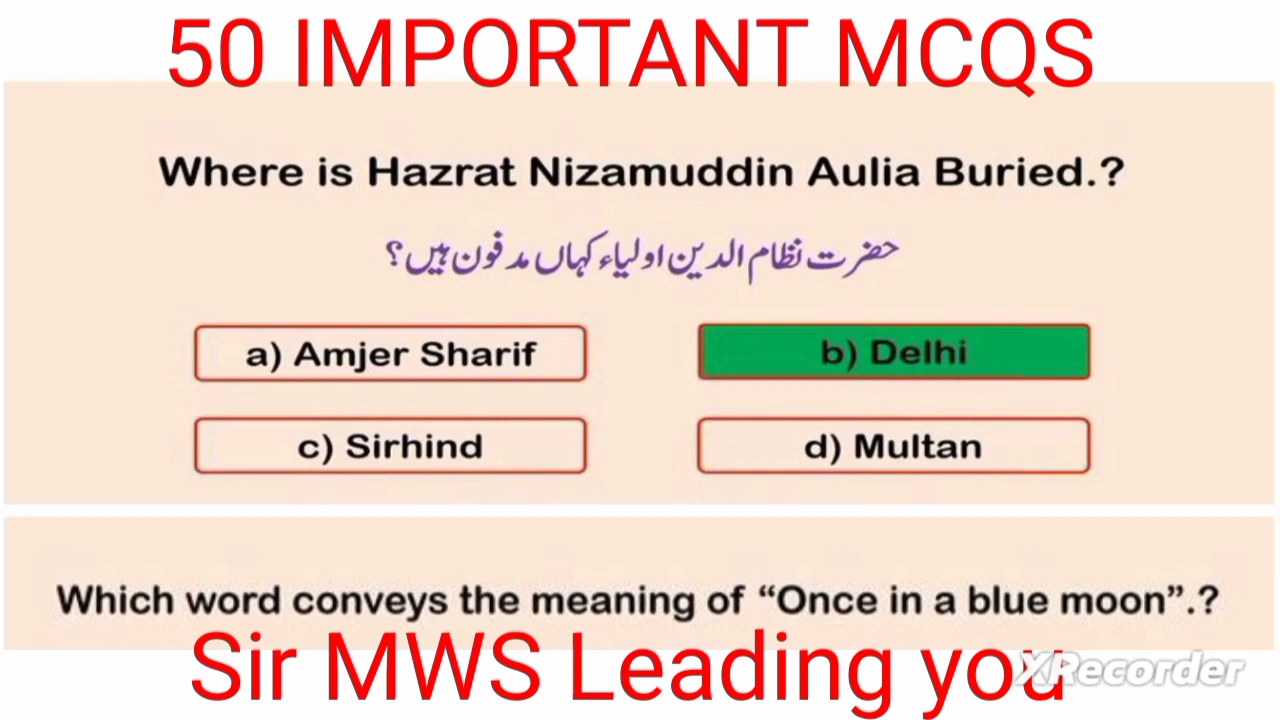 50 IMPORTANT MCQS
Where is Hazrat Nizamuddin Aulia Buried.?
حضرت نظام الدین اولیاء کہاں مدفون ہیں؟
a) Amjer Sharif
b) Delhi
c) Sirhind
d) Multan
Which word conveys the meaning of “Once in a blue moon”.?
Sir MWS Leading you
XRecorder